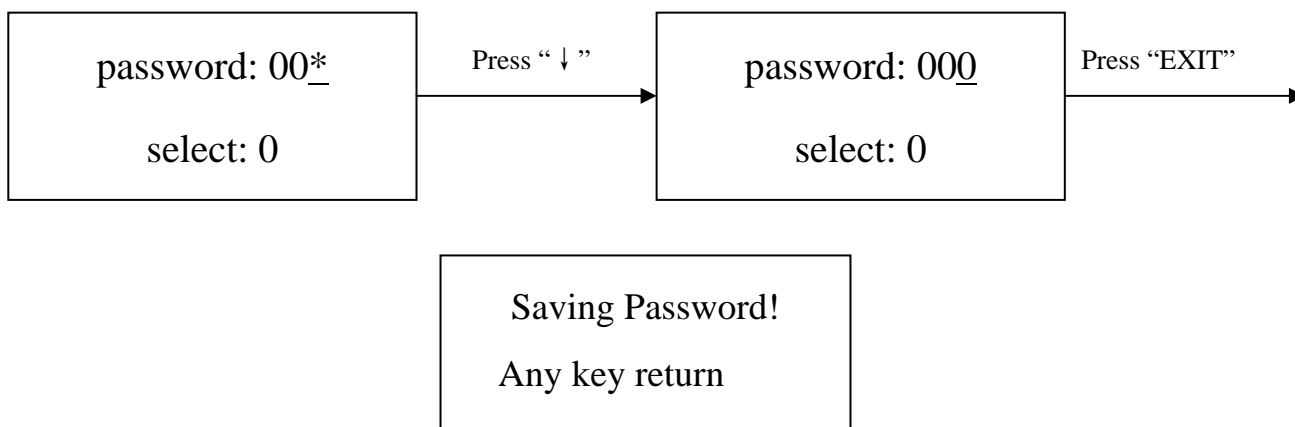 password: 00*
select: 0
Press “ ↓ ”
password: 000
select: 0
Press “EXIT”
Saving Password!
Any key return